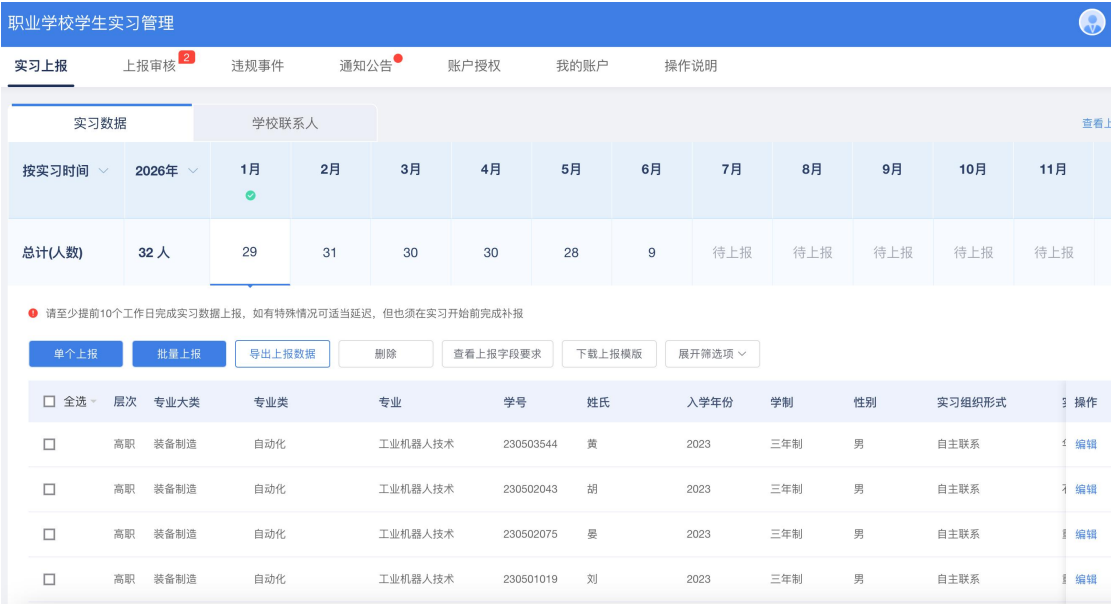 职业学校学生实习管理
实习上报 上报审核 2 违规事件 通知公告 账户授权 我的账户 操作说明
实习数据 学校联系人 查看上
按实习时间 2026年 1月 2月 3月 4月 5月 6月 7月 8月 9月 10月 11月
总计(人数) 32 人 29 31 30 30 28 9 待上报 待上报 待上报 待上报 待上报
请至少提前10个工作日完成实习数据上报，如有特殊情况可适当延迟，但也须在实习开始前完成补报
单个上报 批量上报 导出上报数据 删除 查看上报字段要求 下载上报模版 展开筛选项
全选 层次 专业大类 专业类 专业 学号 姓氏 入学年份 学制 性别 实习组织形式 操作
高职 装备制造 自动化 工业机器人技术 230503544 黄 2023 三年制 男 自主联系 编辑
高职 装备制造 自动化 工业机器人技术 230502043 胡 2023 三年制 男 自主联系 编辑
高职 装备制造 自动化 工业机器人技术 230502075 晏 2023 三年制 男 自主联系 编辑
高职 装备制造 自动化 工业机器人技术 230501019 刘 2023 三年制 男 自主联系 编辑